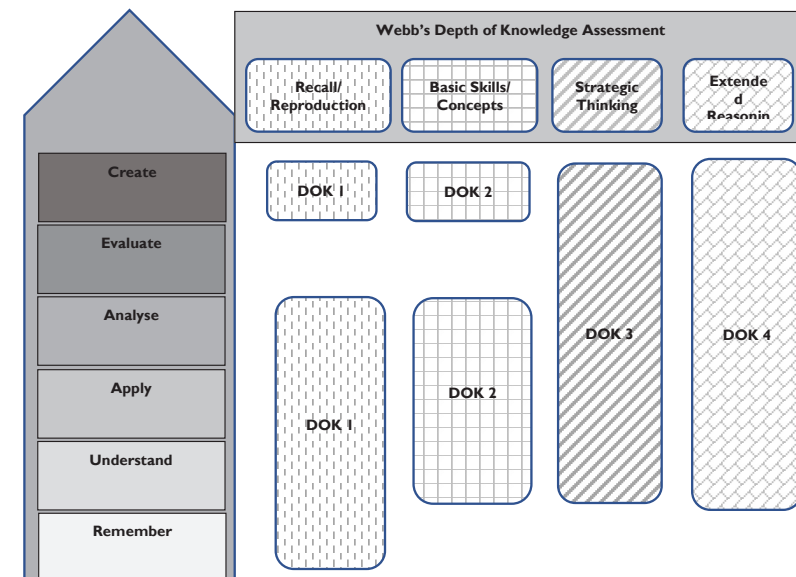 Webb's Depth of Knowledge Assessment
Recall/
Reproduction
Basic Skills/
Concepts
Strategic
Thinking
Extende
d
Reasonin
Create
DOK 1
DOK 2
Evaluate
Analyse
DOK 3
DOK 4
Apply
DOK 2
DOK 1
Understand
Remember